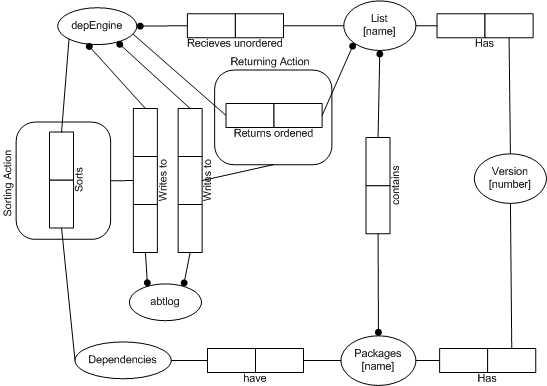 depEngine
List
[name]
Recieves unordered
Has
Returning Action
Returns ordened
Sorting Action
Sorts
Writes to
Writes to
contains
Version
[number]
abtlog
Dependencies
have
Packages
[name]
Has